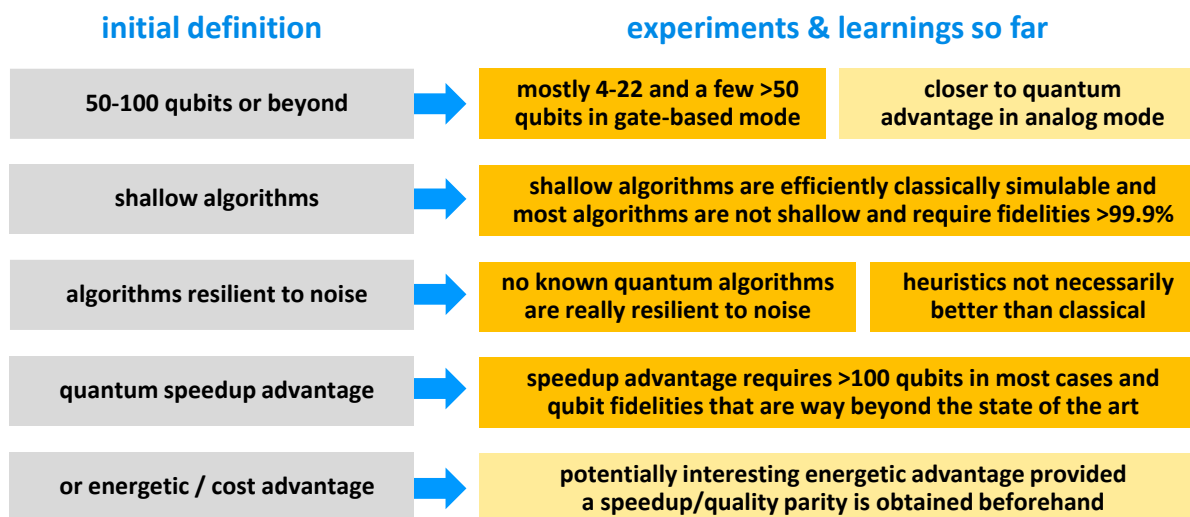 initial definition
experiments & learnings so far
50-100 qubits or beyond
mostly 4-22 and a few >50
qubits in gate-based mode
closer to quantum
advantage in analog mode
shallow algorithms
shallow algorithms are efficiently classically simulable and
most algorithms are not shallow and require fidelities >99.9%
algorithms resilient to noise
no known quantum algorithms
are really resilient to noise
heuristics not necessarily
better than classical
quantum speedup advantage
speedup advantage requires >100 qubits in most cases and
qubit fidelities that are way beyond the state of the art
or energetic / cost advantage
potentially interesting energetic advantage provided
a speedup/quality parity is obtained beforehand